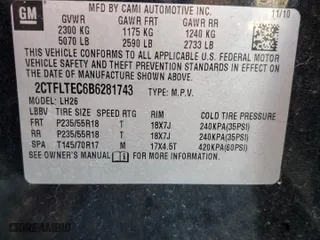 GM
MFD BY CAMI AUTOMOTIVE INC. 11/10
GVWR GAWR FRT GAWR RR
2300 KG 1175 KG 1240 KG
5070 LB 2590 LB 2733 LB
THIS VEHICLE CONFORMS TO ALL APPLICABLE U.S. FEDERAL MOTOR
VEHICLE SAFETY AND THEFT PREVENTION STANDARDS IN EFFECT
ON THE DATE OF MANUFACTURE SHOWN ABOVE.
2CTFLTEC6B6281743 TYPE: M.P.V.
MODEL: LH26
LBBV TIRE SIZE SPEED RTG RIM COLD TIRE PRESSURE
FRT P235/55R18 T 18X7J 240KPA(35PSI)
RR P235/55R18 T 18X7J 240KPA(35PSI)
SPA T145/70R17 M 17X4.5T 420KPA(60PSI)
SEE OWNER'S MANUAL FOR ADDITIONAL INFORMATION.